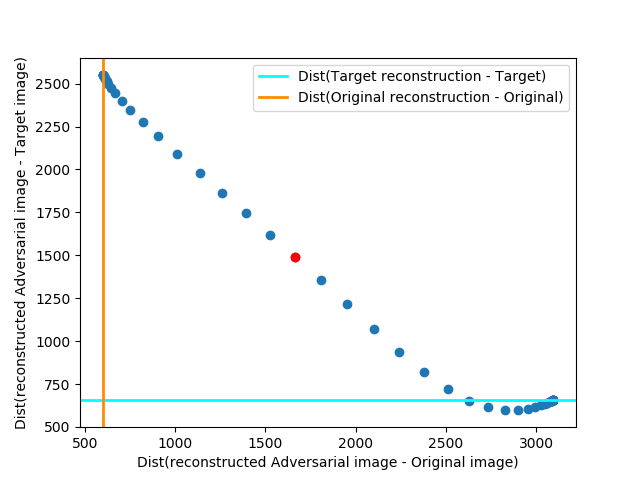 Dist(Target reconstruction - Target)
Dist(Original reconstruction - Original)
Dist(reconstructed Adversarial image - Target image)
2500
2250
2000
1750
1500
1250
1000
750
500
500 1000 1500 2000 2500 3000
Dist(reconstructed Adversarial image - Original image)